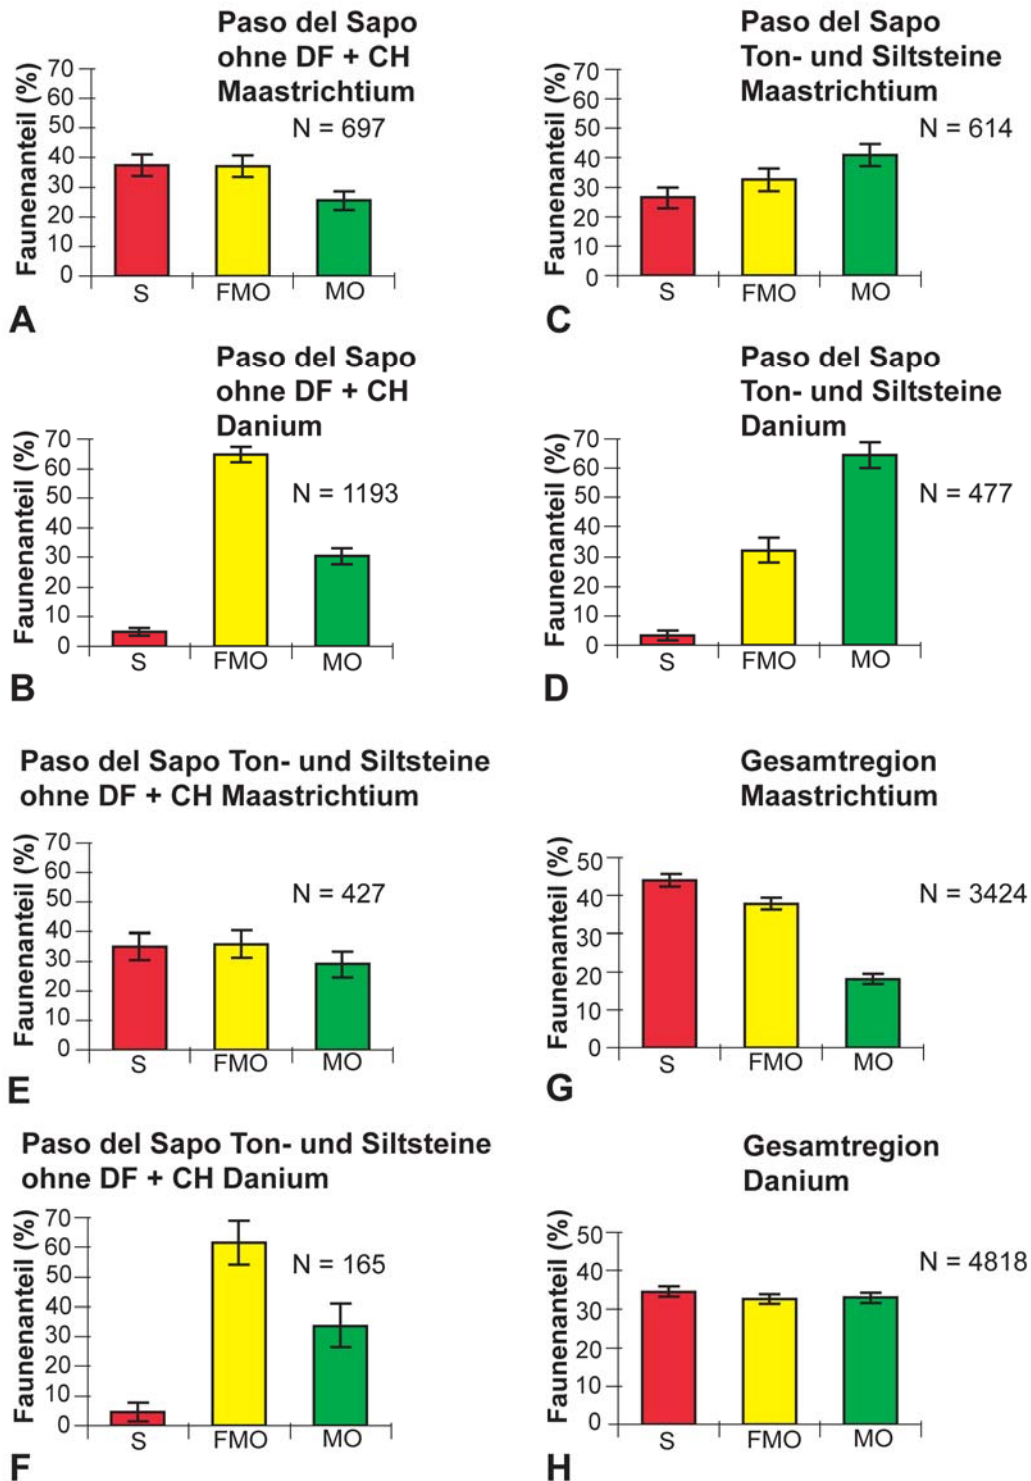 Paso del Sapo
ohne DF + CH
Maastrichtium
N = 697
Faunenanteil (%)
70
60
50
40
30
20
10
0
S FMO MO
A
Paso del Sapo
Ton- und Siltsteine
Maastrichtium
N = 614
Faunenanteil (%)
70
60
50
40
30
20
10
0
S FMO MO
C
Paso del Sapo
ohne DF + CH
Danium
N = 1193
Faunenanteil (%)
70
60
50
40
30
20
10
0
S FMO MO
B
Paso del Sapo
Ton- und Siltsteine
Danium
N = 477
Faunenanteil (%)
70
60
50
40
30
20
10
0
S FMO MO
D
Paso del Sapo Ton- und Siltsteine
ohne DF + CH Maastrichtium
N = 427
Faunenanteil (%)
70
60
50
40
30
20
10
0
S FMO MO
E
Gesamtregion
Maastrichtium
N = 3424
Faunenanteil (%)
50
40
30
20
10
0
S FMO MO
G
Paso del Sapo Ton- und Siltsteine
ohne DF + CH Danium
N = 165
Faunenanteil (%)
70
60
50
40
30
20
10
0
S FMO MO
F
Gesamtregion
Danium
N = 4818
Faunenanteil (%)
50
40
30
20
10
0
S FMO MO
H